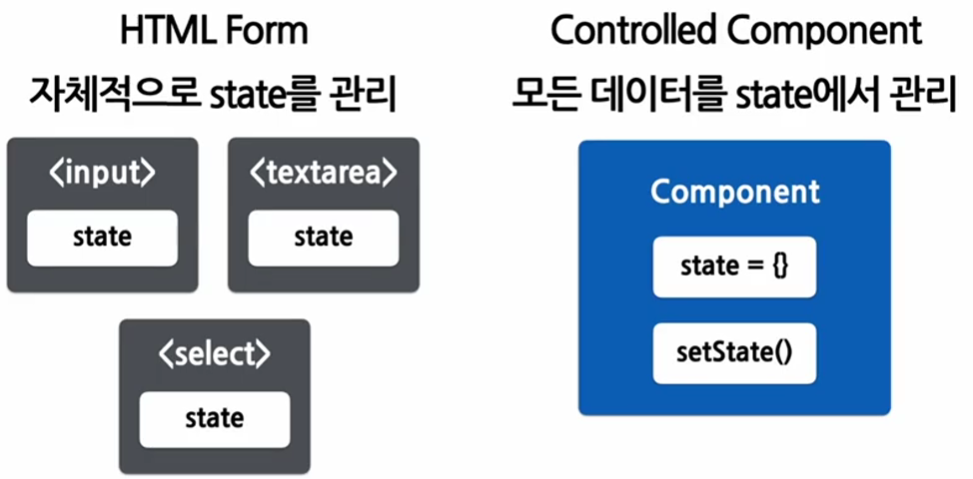 HTML Form
자체적으로 state를 관리
<input>
state
<textarea>
state
<select>
state
Controlled Component
모든 데이터를 state에서 관리
Component
state = {}
setState()